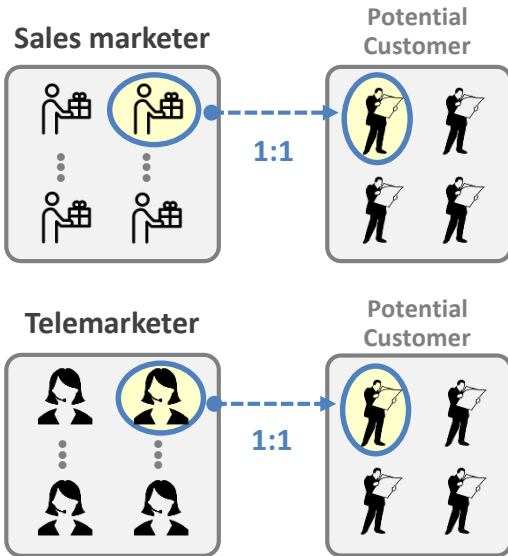 Sales marketer
Potential
Customer
1:1
Telemarketer
Potential
Customer
1:1